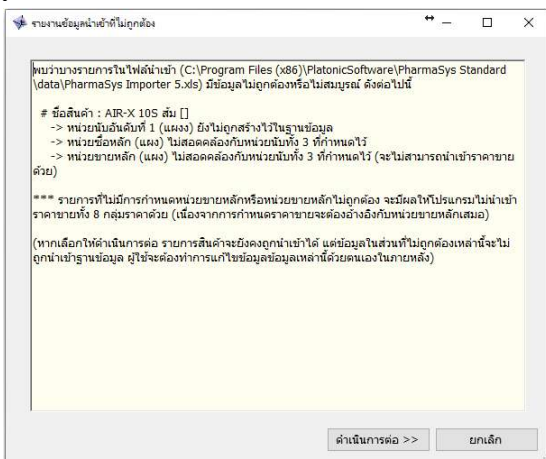 รายงานข้อมูลนำเข้าที่ไม่ถูกต้อง
พบว่าบางรายการในไฟล์นำเข้า (C:\Program Files (x86)\PlatonicSoftware\PharmaSys Standard
\data\PharmaSys Importer 5.xls) มีข้อมูลไม่ถูกต้องหรือไม่สมบูรณ์ ดังต่อไปนี้
# ชื่อสินค้า : AIR-X 10S ส้ม []
-> หน่วยนับอันดับที่ 1 (แผงง) ยังไม่ถูกสร้างไว้ในฐานข้อมูล
-> หน่วยซื้อหลัก (แผง) ไม่สอดคล้องกับหน่วยนับทั้ง 3 ที่กำหนดไว้
-> หน่วยขายหลัก (แผง) ไม่สอดคล้องกับหน่วยนับทั้ง 3 ที่กำหนดไว้ (จะไม่สามารถนำเข้าราคาขาย
ด้วย)
*** รายการที่ไม่มีการกำหนดหน่วยขายหลักหรือหน่วยขายหลักไม่ถูกต้อง จะมีผลให้โปรแกรมไม่นำเข้า
ราคาขายทั้ง 8 กลุ่มราคาด้วย (เนื่องจากการกำหนดราคาขายจะต้องอ้างอิงกับหน่วยขายหลักเสมอ)
(หากเลือกให้ดำเนินการต่อ รายการสินค้าจะยังคงถูกนำเข้าได้ แต่ข้อมูลในส่วนที่ไม่ถูกต้องเหล่านี้จะไม่
ถูกนำเข้าฐานข้อมูล ผู้ใช้จะต้องทำการแก้ไขข้อมูลข้อมูลเหล่านี้ด้วยตนเองในภายหลัง)
ดำเนินการต่อ >>
ยกเลิก